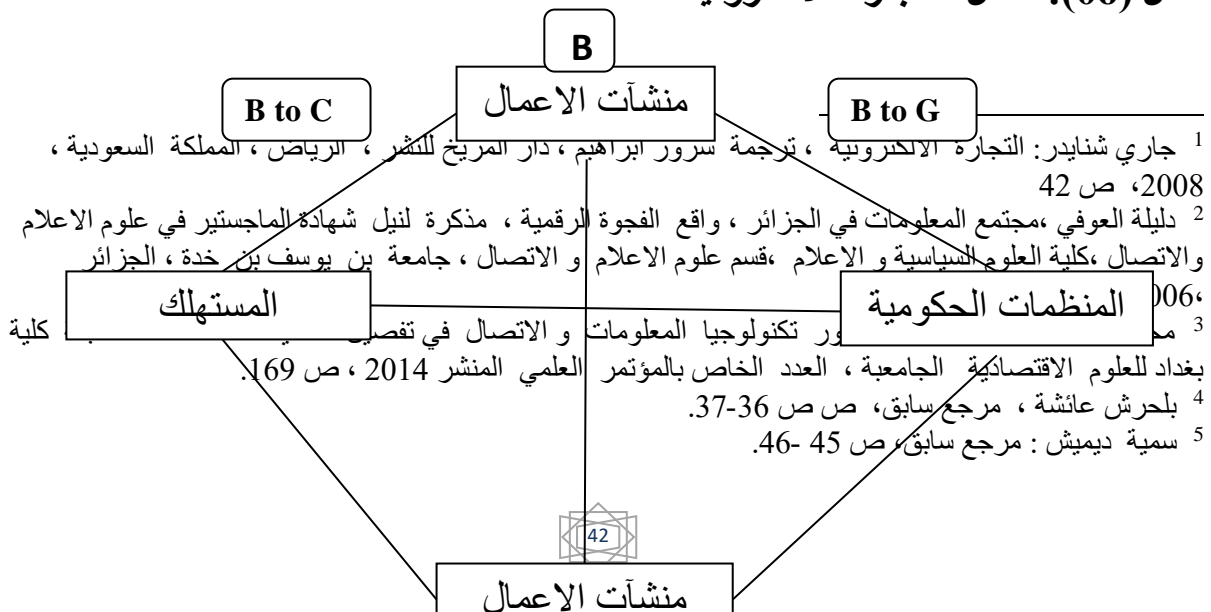 (06).
B
منشآت الاعمال
B to C
B to G
1 جاري شنايدر: التجارة الالكترونية ، ترجمة سرور ابراهيم ، دار المريخ للنشر ، الرياض ، المملكة السعودية ،
2008، ص 42
2 دليلة العوفي ،مجتمع المعلومات في الجزائر ، واقع الفجوة الرقمية ، مذكرة لنيل شهادة الماجستير في علوم الاعلام
والاتصال ،كلية العلوم السياسية و الاعلام ،قسم علوم الاعلام و الاتصال ، جامعة بن يوسف بن خدة ، الجزائر
المستهلك
المنظمات الحكومية
3 تكنولوجيا المعلومات و الاتصال في كلية
بغداد للعلوم الاقتصادية الجامعبة ، العدد الخاص بالمؤتمر العلمي المنشر 2014 ، ص 169.
4 بلحرش عائشة ، مرجع سابق، ص ص 36-37.
5 سمية ديميش : مرجع سابق، ص 45 -46.
42
منشآت الاعمال